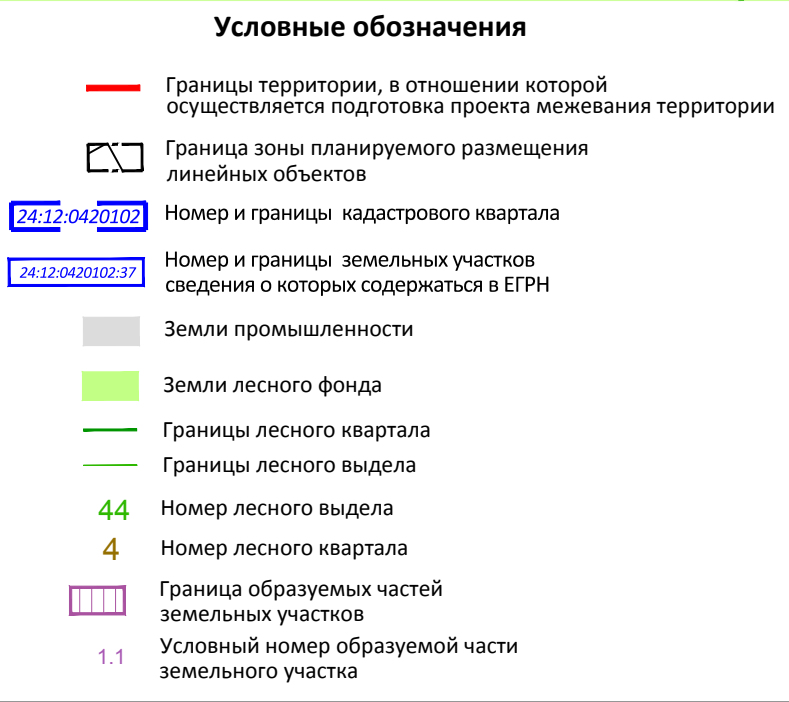 Условные обозначения
Границы территории, в отношении которой
осуществляется подготовка проекта межевания территории
Граница зоны планируемого размещения
линейных объектов
24:12:0420102 Номер и границы кадастрового квартала
24:12:0420102:37 Номер и границы земельных участков
сведения о которых содержаться в ЕГРН
Земли промышленности
Земли лесного фонда
Границы лесного квартала
Границы лесного выдела
44 Номер лесного выдела
4 Номер лесного квартала
Граница образуемых частей
земельных участков
1.1 Условный номер образуемой части
земельного участка